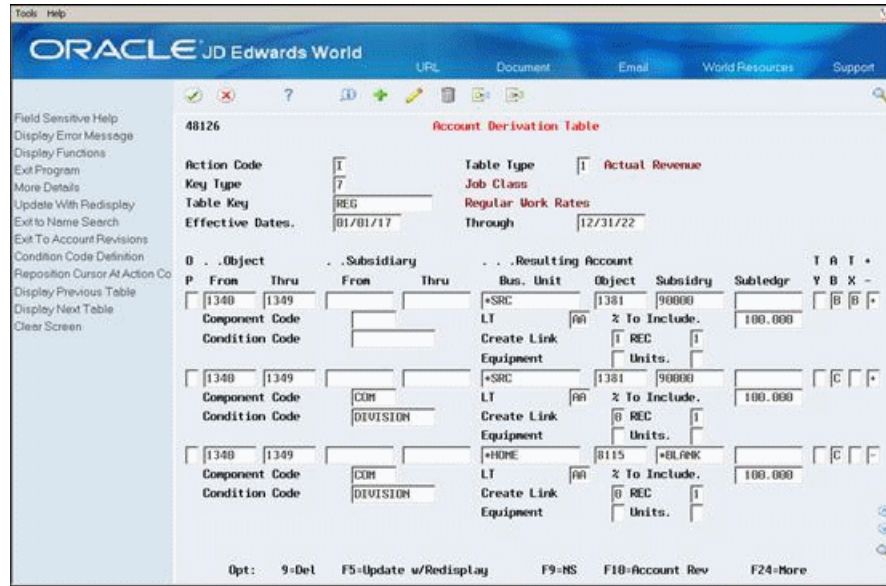 Tools Help
ORACLE JD Edwards World
URL Document Email World Resources Support
Field Sensitive Help
Display Error Message
Display Functions
Exit Program
More Details
Update With Redisplay
Exit to Name Search
Exit To Account Revisions
Condition Code Definition
Reposition Cursor At Action Co
Display Previous Table
Display Next Table
Clear Screen
48126 Account Derivation Table
Action Code I Table Type 1 Actual Revenue
Key Type 7 Job Class
Table Key REG Regular Work Rates
Effective Dates. 01/01/17 Through 12/31/22
O . .Object . .Subsidiary . . .Resulting Account T A T +
P From Thru From Thru Bus. Unit Object Subsidry Subledgr Y B X -
1340 1349 *SRC 1381 90000 B B +
Component Code LT AA % To Include. 100.000
Condition Code Create Link 1 REC 1
Equipment Units.
1340 1349 *SRC 1381 90000 C +
Component Code COM LT AA % To Include. 100.000
Condition Code DIVISION Create Link 0 REC 1
Equipment Units.
1340 1349 *HOME 8115 *BLANK C -
Component Code COM LT AA % To Include. 100.000
Condition Code DIVISION Create Link 0 REC 1
Equipment Units.
Opt: 9=Del F5=Update w/Redisplay F9=NS F10=Account Rev F24=More